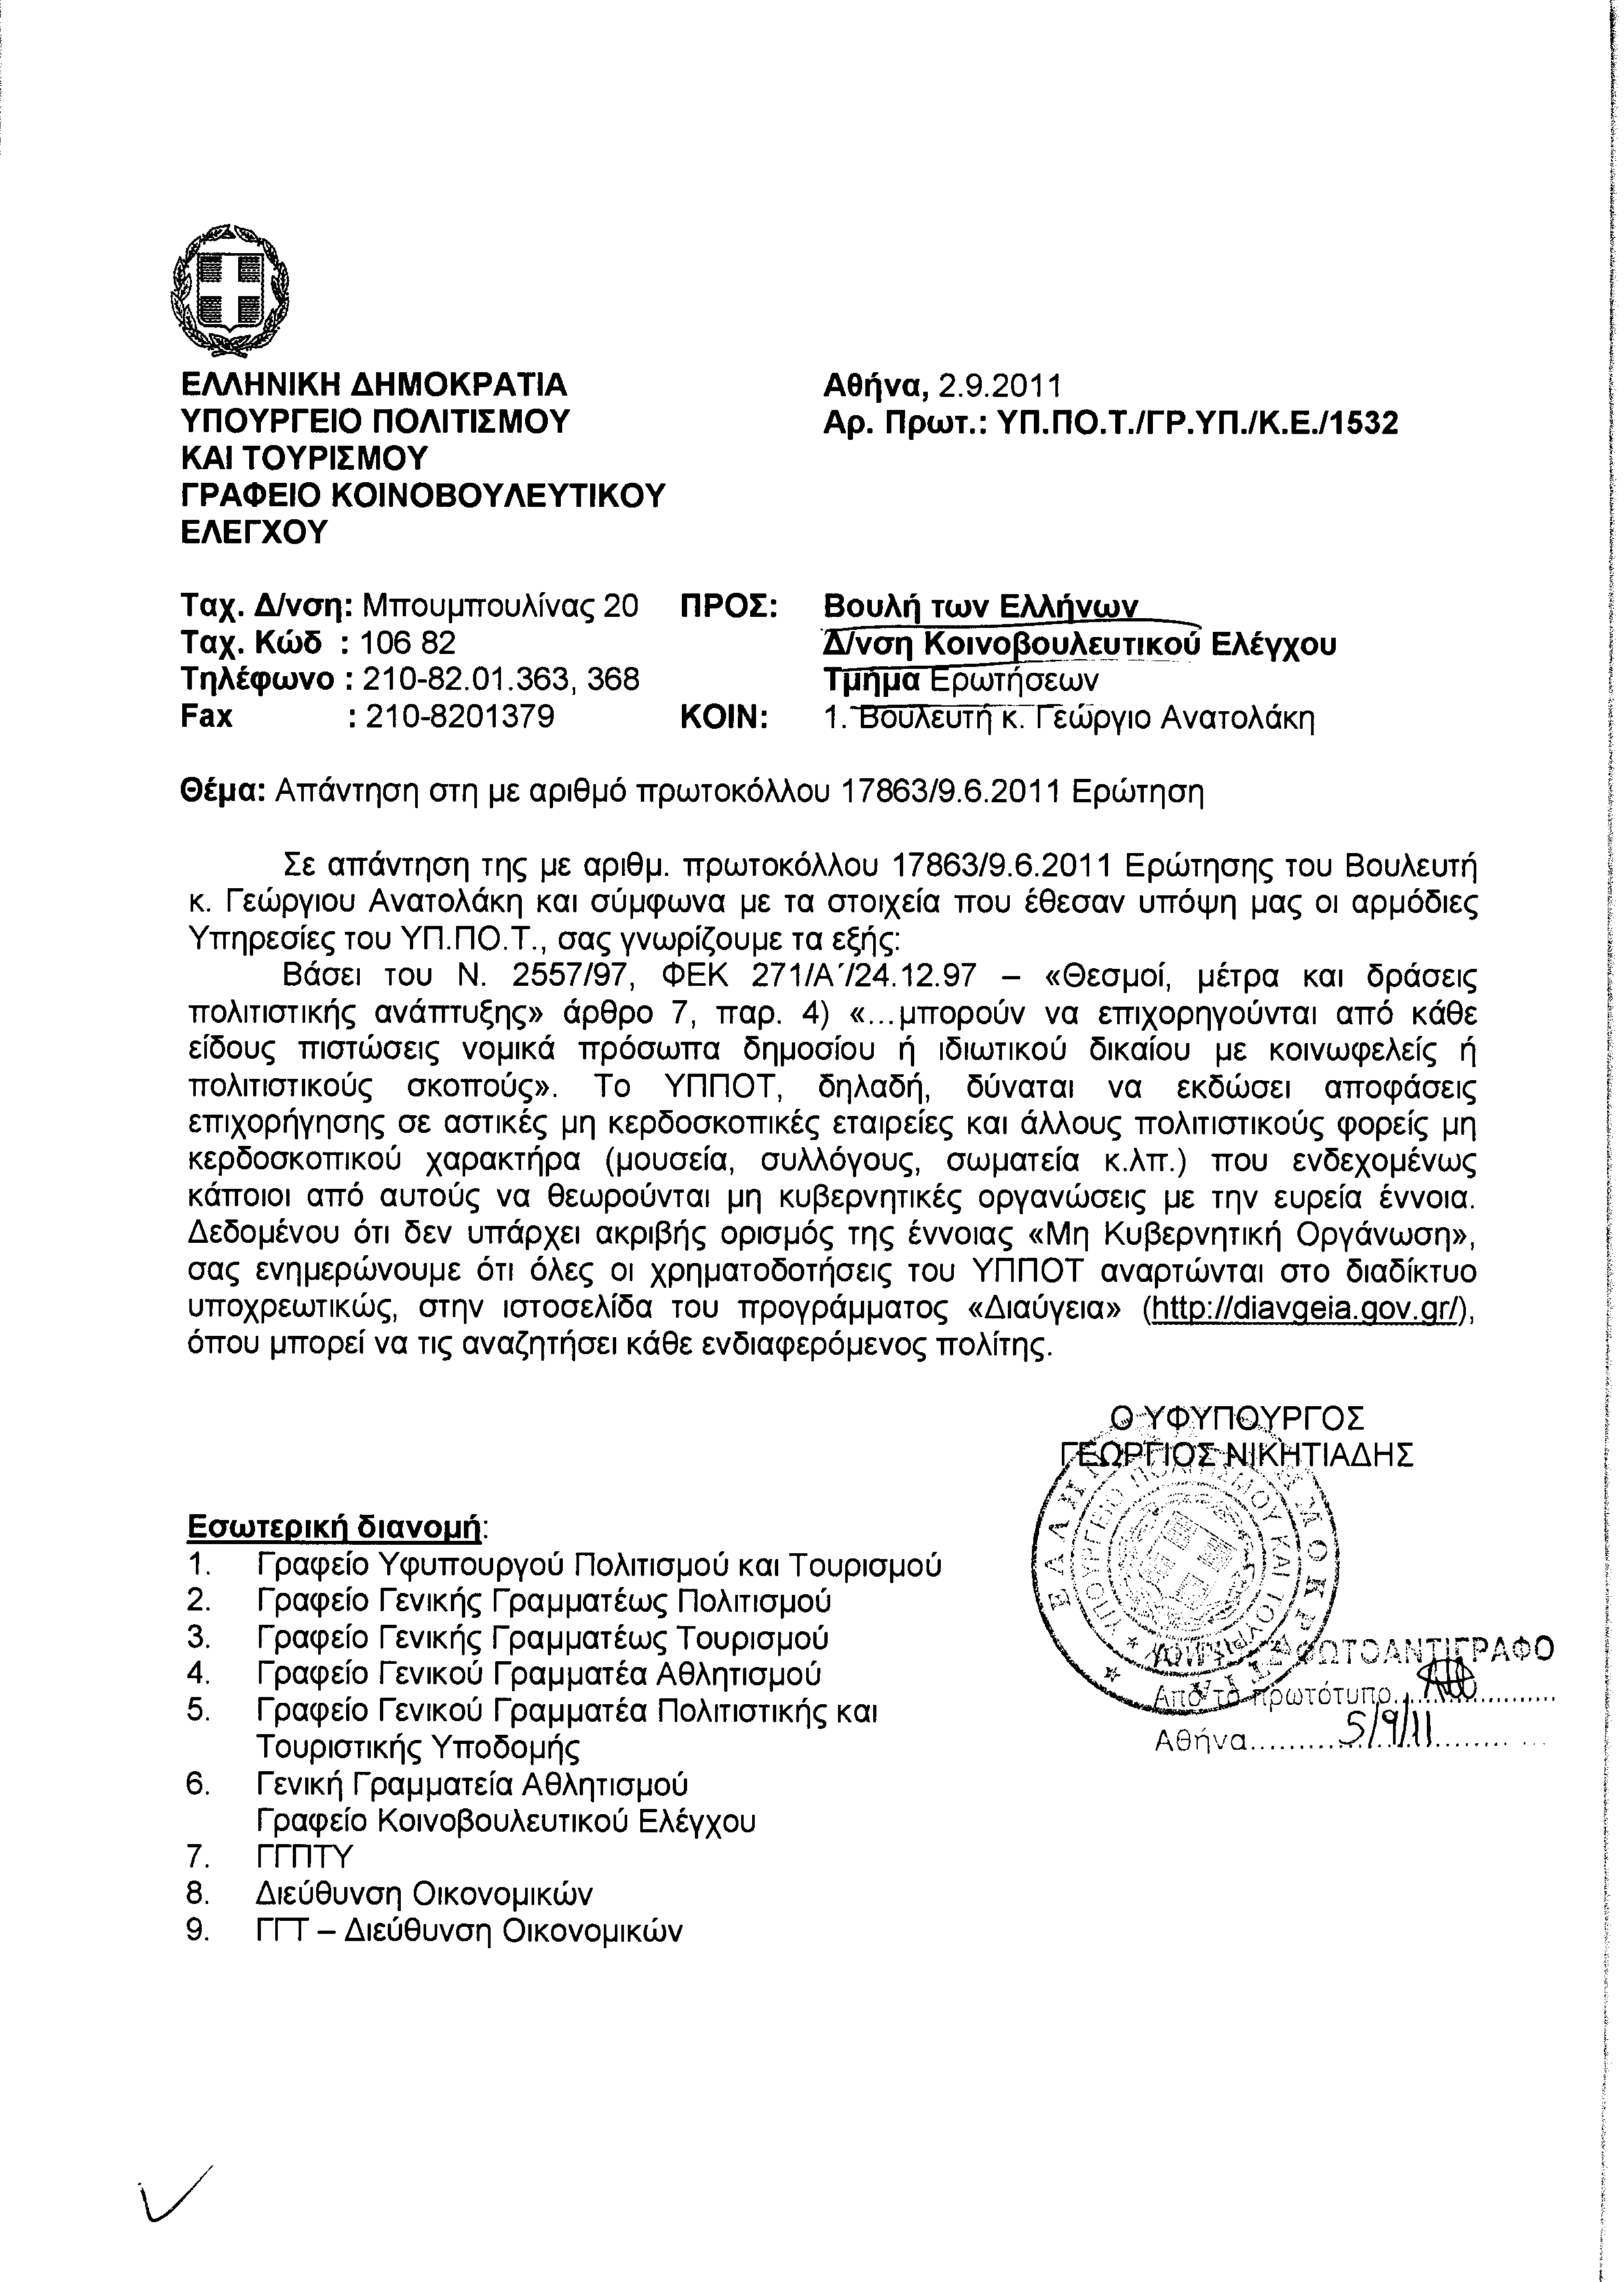 ΕΛΛΗΝΙΚΗ ΔΗΜΟΚΡΑΤΙΑ
ΥΠΟΥΡΓΕΙΟ ΠΟΛΙΤΙΣΜΟΥ
ΚΑΙ ΤΟΥΡΙΣΜΟΥ
ΓΡΑΦΕΙΟ ΚΟΙΝΟΒΟΥΛΕΥΤΙΚΟΥ
ΕΛΕΓΧΟΥ
Αθήνα, 2.9.2011
Αρ. Πρωτ.: ΥΠ.ΠΟ.Τ./ΓΡ.ΥΠ./Κ.Ε./1532
Ταχ. Δ/νση: Μπουμπουλίνας 20
Ταχ. Κώδ : 106 82
Τηλέφωνο : 210-82.01.363, 368
Fax : 210-8201379
ΠΡΟΣ: Βουλή των Ελλήνων
Δ/νση Κοινοβουλευτικού Ελέγχου
Τμήμα Ερωτήσεων
ΚΟΙΝ: 1. Βουλευτή κ. Γεώργιο Ανατολάκη
Θέμα: Απάντηση στη με αριθμό πρωτοκόλλου 17863/9.6.2011 Ερώτηση
Σε απάντηση της με αριθμ. πρωτοκόλλου 17863/9.6.2011 Ερώτησης του Βουλευτή
κ. Γεώργιου Ανατολάκη και σύμφωνα με τα στοιχεία που έθεσαν υπόψη μας οι αρμόδιες
Υπηρεσίες του ΥΠ.ΠΟ.Τ., σας γνωρίζουμε τα εξής:
Βάσει του Ν. 2557/97, ΦΕΚ 271/Α΄/24.12.97 – «Θεσμοί, μέτρα και δράσεις
πολιτιστικής ανάπτυξης» άρθρο 7, παρ. 4) «...μπορούν να επιχορηγούνται από κάθε
είδους πιστώσεις νομικά πρόσωπα δημοσίου ή ιδιωτικού δικαίου με κοινωφελείς ή
πολιτιστικούς σκοπούς». Το ΥΠΠΟΤ, δηλαδή, δύναται να εκδώσει αποφάσεις
επιχορήγησης σε αστικές μη κερδοσκοπικές εταιρείες και άλλους πολιτιστικούς φορείς μη
κερδοσκοπικού χαρακτήρα (μουσεία, συλλόγους, σωματεία κ.λπ.) που ενδεχομένως
κάποιοι από αυτούς να θεωρούνται μη κυβερνητικές οργανώσεις με την ευρεία έννοια.
Δεδομένου ότι δεν υπάρχει ακριβής ορισμός της έννοιας «Μη Κυβερνητική Οργάνωση»,
σας ενημερώνουμε ότι όλες οι χρηματοδοτήσεις του ΥΠΠΟΤ αναρτώνται στο διαδίκτυο
υποχρεωτικώς, στην ιστοσελίδα του προγράμματος «Διαύγεια» (http://diavgeia.gov.gr/),
όπου μπορεί να τις αναζητήσει κάθε ενδιαφερόμενος πολίτης.
Ο ΥΦΥΠΟΥΡΓΟΣ
ΓΕΩΡΓΙΟΣ ΝΙΚΗΤΙΑΔΗΣ
Εσωτερική διανομή:
1. Γραφείο Υφυπουργού Πολιτισμού και Τουρισμού
2. Γραφείο Γενικής Γραμματέως Πολιτισμού
3. Γραφείο Γενικής Γραμματέως Τουρισμού
4. Γραφείο Γενικού Γραμματέα Αθλητισμού
5. Γραφείο Γενικού Γραμματέα Πολιτιστικής και
Τουριστικής Υποδομής
6. Γενική Γραμματεία Αθλητισμού
Γραφείο Κοινοβουλευτικού Ελέγχου
7. ΓΓΠΤΥ
8. Διεύθυνση Οικονομικών
9. ΓΓΤ – Διεύθυνση Οικονομικών
ΥΠΟΥΡΓΕΙΟ ΠΟΛΙΤΙΣΜΟΥ ΚΑΙ ΤΟΥΡΙΣΜΟΥ
ΦΩΤΟΑΝΤΙΓΡΑΦΟ
Από το πρωτότυπο
Αθήνα 5/9/11